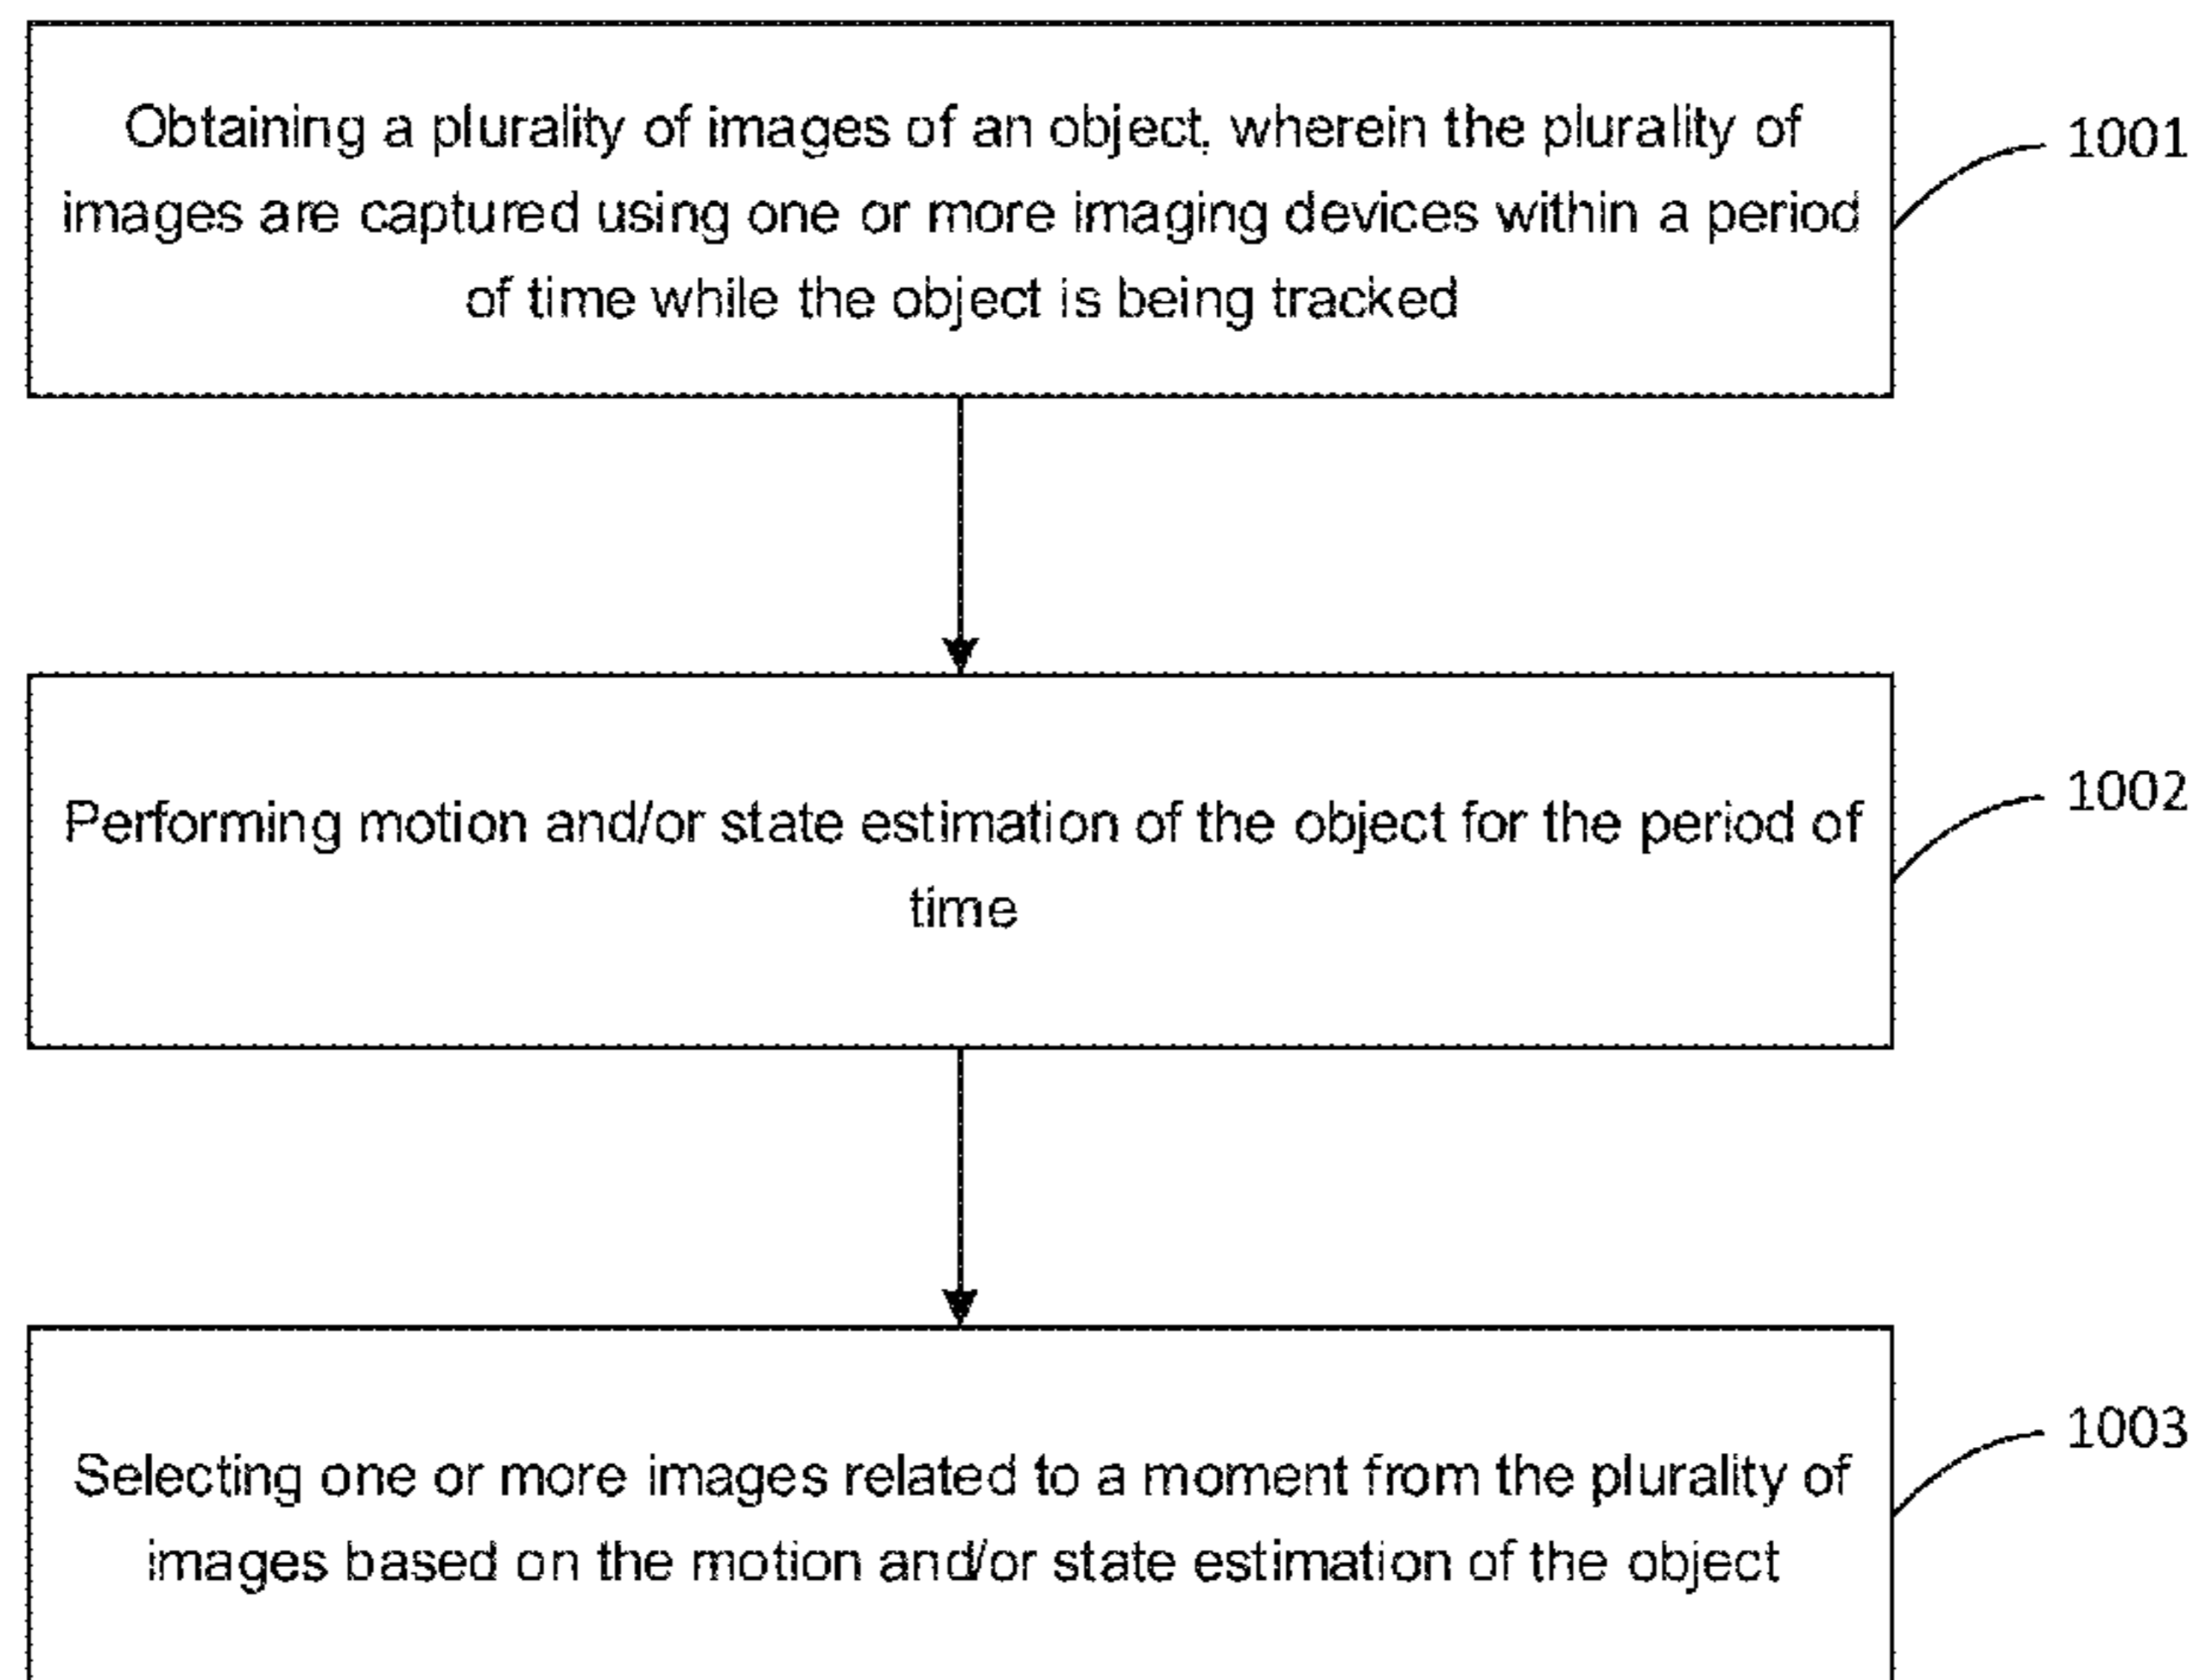 Obtaining a plurality of images of an object, wherein the plurality of
images are captured using one or more imaging devices within a period
of time while the object is being tracked
1001
Performing motion and/or state estimation of the object for the period of
time
1002
Selecting one or more images related to a moment from the plurality of
images based on the motion and/or state estimation of the object
1003